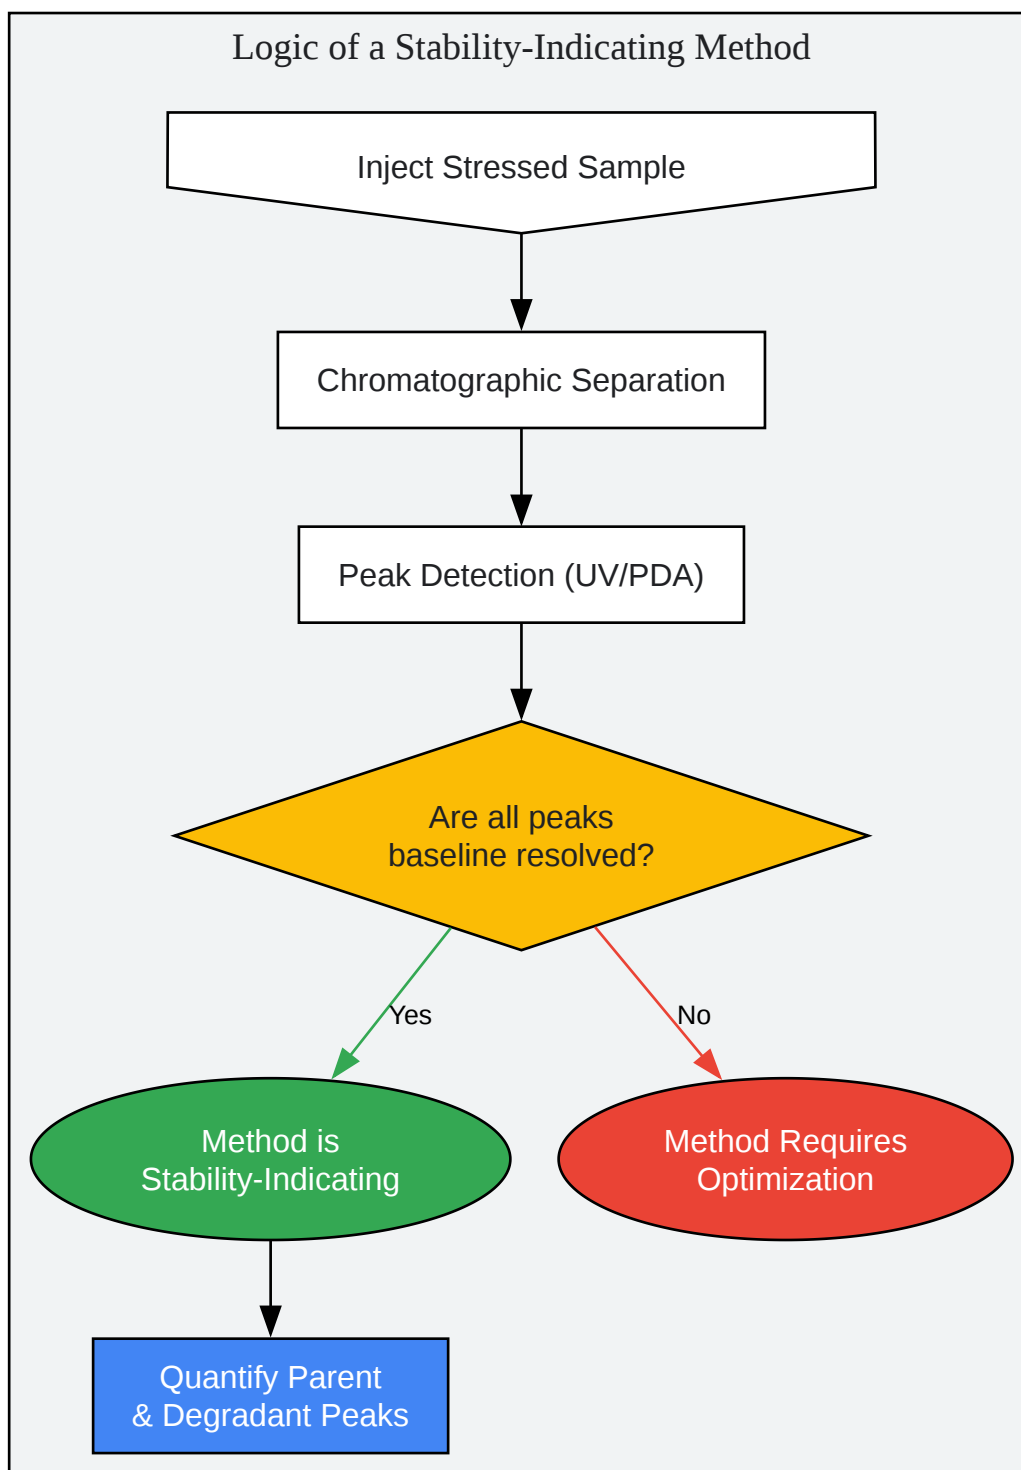 Logic of a Stability-Indicating Method
Inject Stressed Sample
Chromatographic Separation
Peak Detection (UV/PDA)
Are all peaks
baseline resolved?
Yes
No
Method is
Stability-Indicating
Method Requires
Optimization
Quantify Parent
& Degradant Peaks